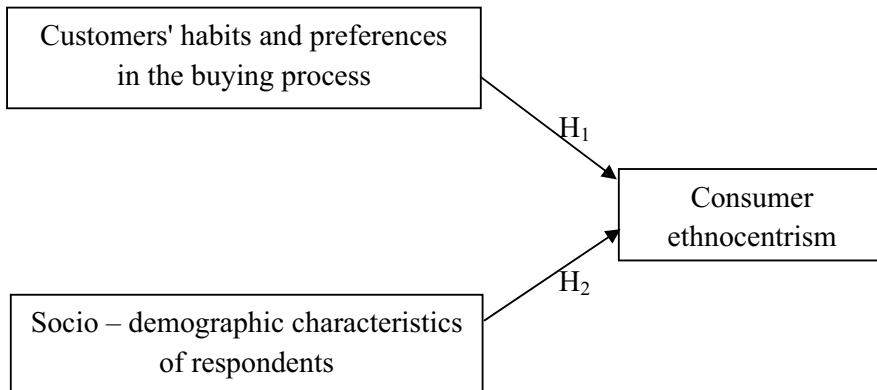 Customers' habits and preferences
in the buying process
H1
Consumer
ethnocentrism
H2
Socio – demographic characteristics
of respondents